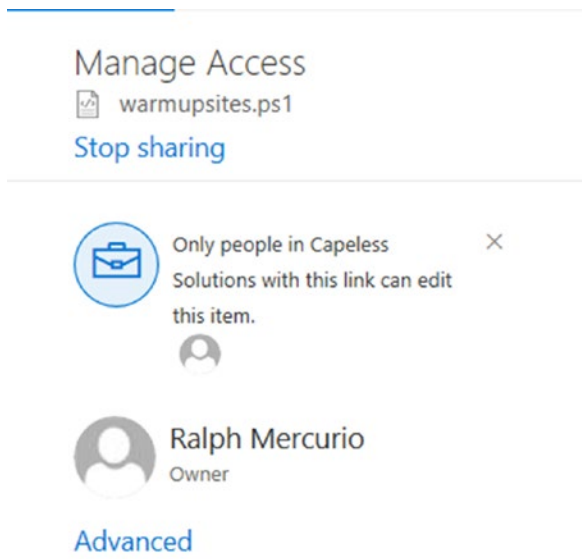 Manage Access
warmupsites.ps1
Stop sharing
Only people in Capeless
Solutions with this link can edit
this item.
Ralph Mercurio
Owner
Advanced